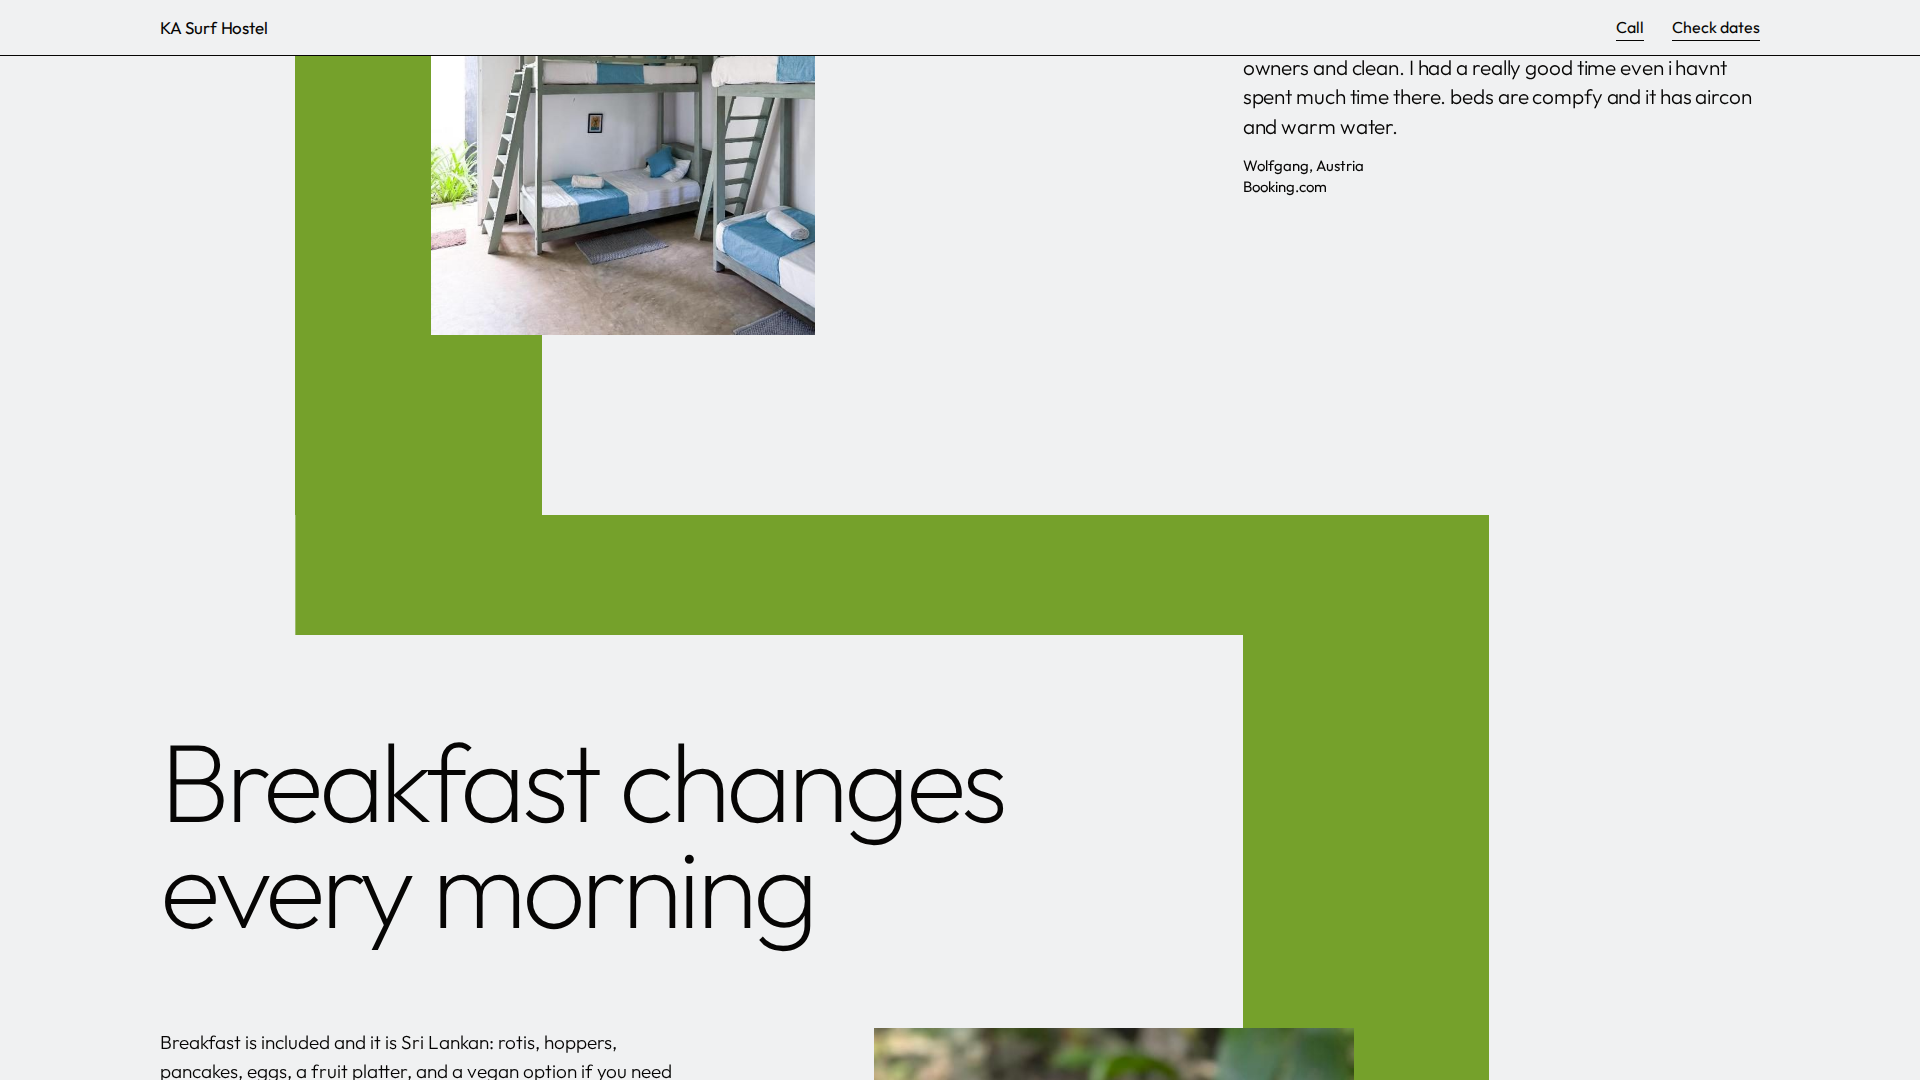 KA Surf Hostel
Call
Check dates
owners and clean. I had a really good time even i havnt
spent much time there. beds are compfy and it has aircon
and warm water.
Wolfgang, Austria
Booking.com
Breakfast changes
every morning
Breakfast is included and it is Sri Lankan: rotis, hoppers,
pancakes, eggs, a fruit platter, and a vegan option if you need